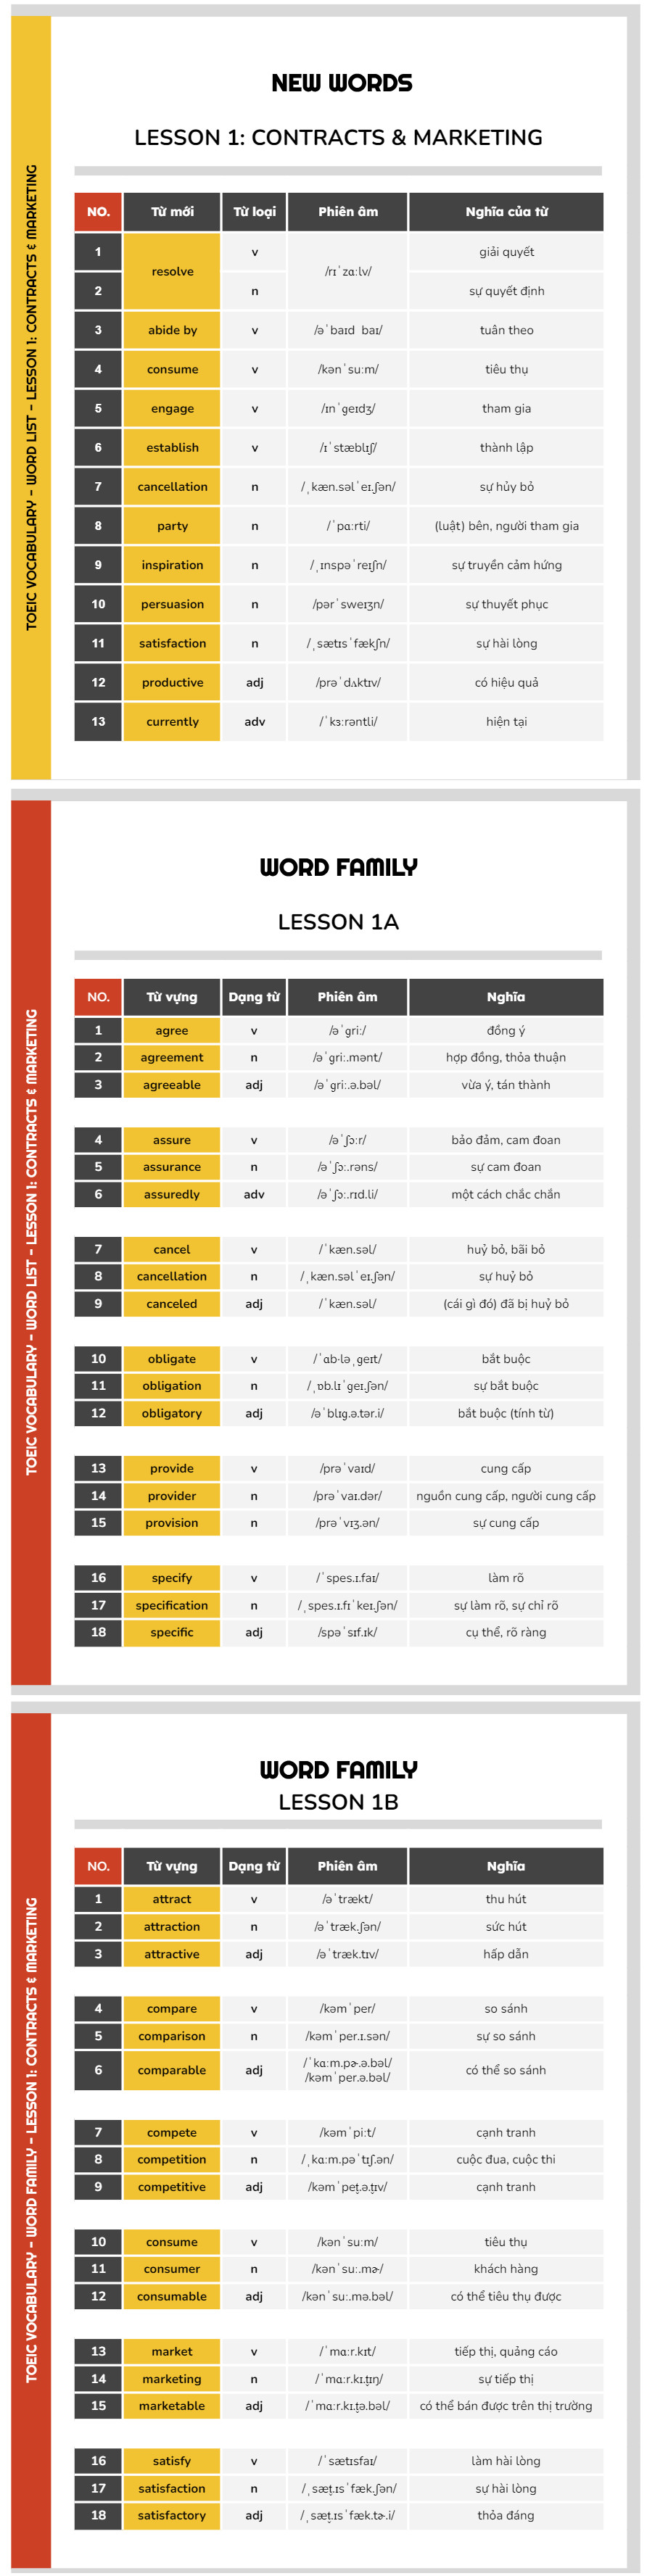 TOEIC VOCABULARY - WORD LIST - LESSON 1: CONTRACTS & MARKETING
NEW WORDS
LESSON 1: CONTRACTS & MARKETING
NO. Từ mới Từ loại Phiên âm Nghĩa của từ
1 resolve v /rɪˈzɑːlv/ giải quyết
2 n sự quyết định
3 abide by v /əˈbaɪd baɪ/ tuân theo
4 consume v /kənˈsuːm/ tiêu thụ
5 engage v /ɪnˈɡeɪdʒ/ tham gia
6 establish v /ɪˈstæblɪʃ/ thành lập
7 cancellation n /ˌkæn.səlˈeɪ.ʃən/ sự hủy bỏ
8 party n /ˈpɑːrti/ (luật) bên, người tham gia
9 inspiration n /ˌɪnspəˈreɪʃn/ sự truyền cảm hứng
10 persuasion n /pərˈsweɪʒn/ sự thuyết phục
11 satisfaction n /ˌsætɪsˈfækʃn/ sự hài lòng
12 productive adj /prəˈdʌktɪv/ có hiệu quả
13 currently adv /ˈkɜːrəntli/ hiện tại
TOEIC VOCABULARY - WORD LIST - LESSON 1: CONTRACTS & MARKETING
WORD FAMILY
LESSON 1A
NO. Từ vựng Dạng từ Phiên âm Nghĩa
1 agree v /əˈɡriː/ đồng ý
2 agreement n /əˈɡriː.mənt/ hợp đồng, thỏa thuận
3 agreeable adj /əˈɡriː.ə.bəl/ vừa ý, tán thành
4 assure v /əˈʃɔːr/ bảo đảm, cam đoan
5 assurance n /əˈʃɔː.rəns/ sự cam đoan
6 assuredly adv /əˈʃɔː.rɪd.li/ một cách chắc chắn
7 cancel v /ˈkæn.səl/ huỷ bỏ, bãi bỏ
8 cancellation n /ˌkæn.səlˈeɪ.ʃən/ sự huỷ bỏ
9 canceled adj /ˈkæn.səl/ (cái gì đó) đã bị huỷ bỏ
10 obligate v /ˈɑb·ləˌɡeɪt/ bắt buộc
11 obligation n /ˌɒb.lɪˈɡeɪ.ʃən/ sự bắt buộc
12 obligatory adj /əˈblɪɡ.ə.tər.i/ bắt buộc (tính từ)
13 provide v /prəˈvaɪd/ cung cấp
14 provider n /prəˈvaɪ.dər/ nguồn cung cấp, người cung cấp
15 provision n /prəˈvɪʒ.ən/ sự cung cấp
16 specify v /ˈspes.ɪ.faɪ/ làm rõ
17 specification n /ˌspes.ɪ.fɪˈkeɪ.ʃən/ sự làm rõ, sự chỉ rõ
18 specific adj /spəˈsɪf.ɪk/ cụ thể, rõ ràng
TOEIC VOCABULARY - WORD FAMILY - LESSON 1: CONTRACTS & MARKETING
WORD FAMILY
LESSON 1B
NO. Từ vựng Dạng từ Phiên âm Nghĩa
1 attract v /əˈtrækt/ thu hút
2 attraction n /əˈtræk.ʃən/ sức hút
3 attractive adj /əˈtræk.tɪv/ hấp dẫn
4 compare v /kəmˈper/ so sánh
5 comparison n /kəmˈper.ɪ.sən/ sự so sánh
6 comparable adj /ˈkɑːm.pɚ.ə.bəl/ /kəmˈper.ə.bəl/ có thể so sánh
7 compete v /kəmˈpiːt/ cạnh tranh
8 competition n /ˌkɑːm.pəˈtɪʃ.ən/ cuộc đua, cuộc thi
9 competitive adj /kəmˈpet̬.ə.t̬ɪv/ cạnh tranh
10 consume v /kənˈsuːm/ tiêu thụ
11 consumer n /kənˈsuː.mɚ/ khách hàng
12 consumable adj /kənˈsuː.mə.bəl/ có thể tiêu thụ được
13 market v /ˈmɑːr.kɪt/ tiếp thị, quảng cáo
14 marketing n /ˈmɑːr.kɪ.t̬ɪŋ/ sự tiếp thị
15 marketable adj /ˈmɑːr.kɪ.t̬ə.bəl/ có thể bán được trên thị trường
16 satisfy v /ˈsætɪsfaɪ/ làm hài lòng
17 satisfaction n /ˌsæt̬.ɪsˈfæk.ʃən/ sự hài lòng
18 satisfactory adj /ˌsæt̬.ɪsˈfæk.tɚ.i/ thỏa đáng